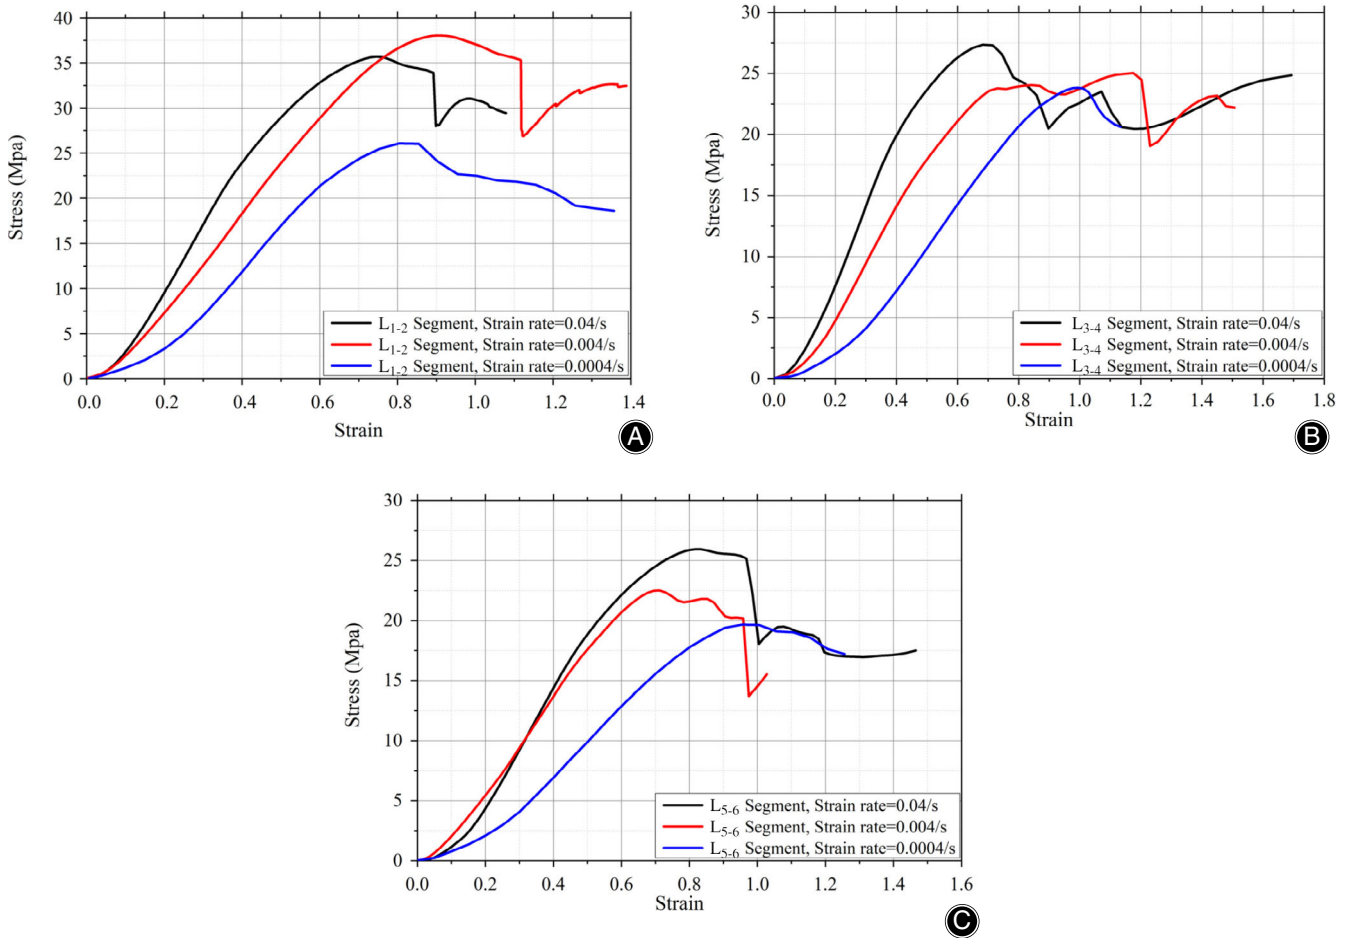 40
35
30
25
20
15
10
5
0
Stress (Mpa)
L1-2 Segment, Strain rate=0.04/s
L1-2 Segment, Strain rate=0.004/s
L1-2 Segment, Strain rate=0.0004/s
0.0 0.2 0.4 0.6 0.8 1.0 1.2 1.4
Strain
A
30
25
20
15
10
5
0
Stress (Mpa)
L3-4 Segment, Strain rate=0.04/s
L3-4 Segment, Strain rate=0.004/s
L3-4 Segment, Strain rate=0.0004/s
0.0 0.2 0.4 0.6 0.8 1.0 1.2 1.4 1.6 1.8
Strain
B
30
25
20
15
10
5
0
Stress (Mpa)
L5-6 Segment, Strain rate=0.04/s
L5-6 Segment, Strain rate=0.004/s
L5-6 Segment, Strain rate=0.0004/s
0.0 0.2 0.4 0.6 0.8 1.0 1.2 1.4 1.6
Strain
C